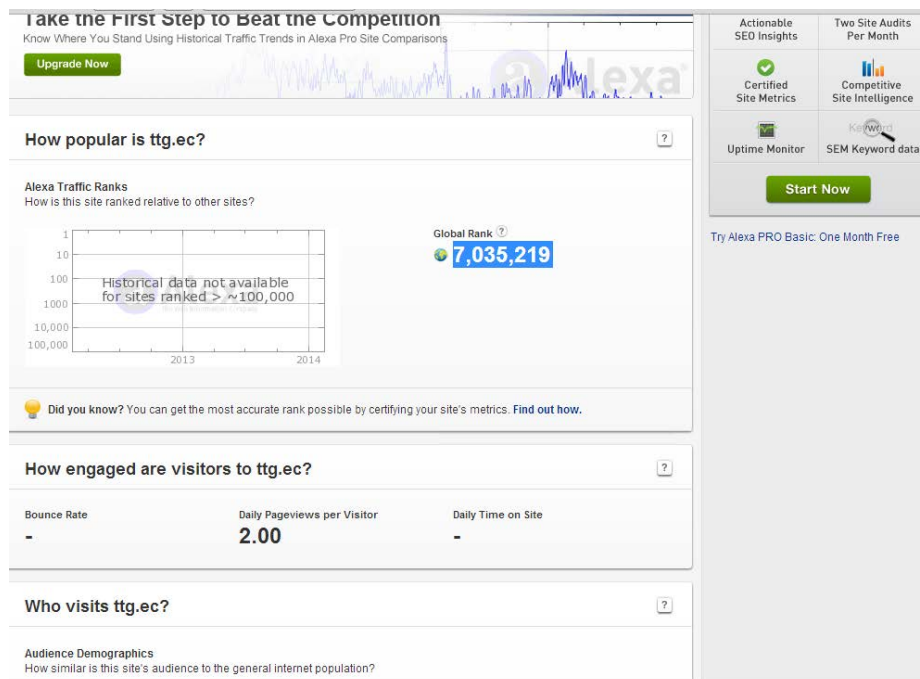 Take the First Step to Beat the Competition
Know Where You Stand Using Historical Traffic Trends in Alexa Pro Site Comparisons
Upgrade Now
Alexa
How popular is ttg.ec?
?
Alexa Traffic Ranks
How is this site ranked relative to other sites?
1
10
100
1000
10,000
100,000
Historical data not available
for sites ranked > ~100,000
2013
2014
Global Rank ?
7,035,219
Did you know? You can get the most accurate rank possible by certifying your site's metrics. Find out how.
How engaged are visitors to ttg.ec?
?
Bounce Rate
-
Daily Pageviews per Visitor
2.00
Daily Time on Site
-
Who visits ttg.ec?
?
Audience Demographics
How similar is this site's audience to the general internet population?
Actionable
SEO Insights
Two Site Audits
Per Month
Certified
Site Metrics
Competitive
Site Intelligence
Uptime Monitor
Keyword
SEM Keyword data
Start Now
Try Alexa PRO Basic: One Month Free